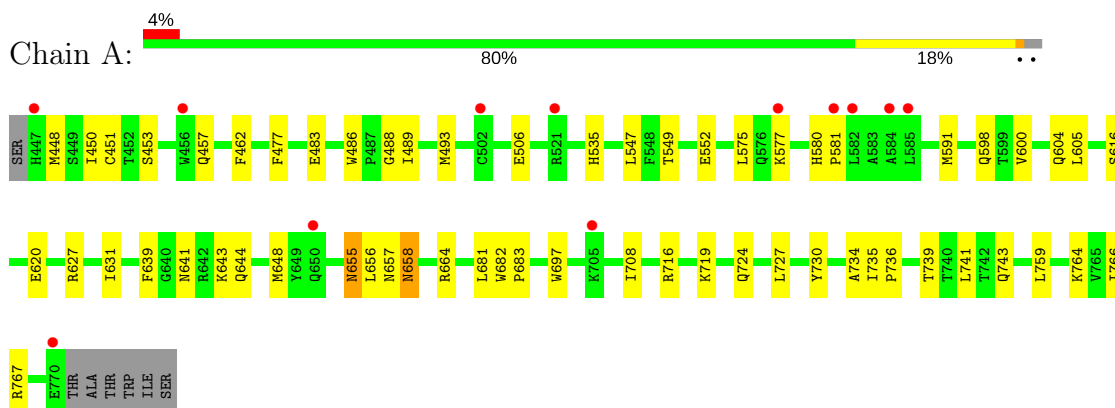 4%
Chain A:
80% 18% • •
SER H447 M448 S449 I450 C451 T452 S453 W456 Q457 F462 F477 E483 W486 P487 G488 I489 M493 C502 E506 R521 H535 L547 F548 T549 E552 L575 Q576 K577 H580 P581 L582 A583 A584 L585 M591 Q598 T599 V600 Q604 L605 S616
E620 R627 I631 F639 G640 N641 R642 K643 Q644 M648 Y649 Q650 N655 L656 N657 N658 R664 L681 W682 P683 W697 K705 I708 R716 K719 Q724 L727 Y730 A734 I735 P736 T739 T740 L741 T742 Q743 L759 K764 V765 I766
R767 E770 THR ALA THR TRP ILE SER